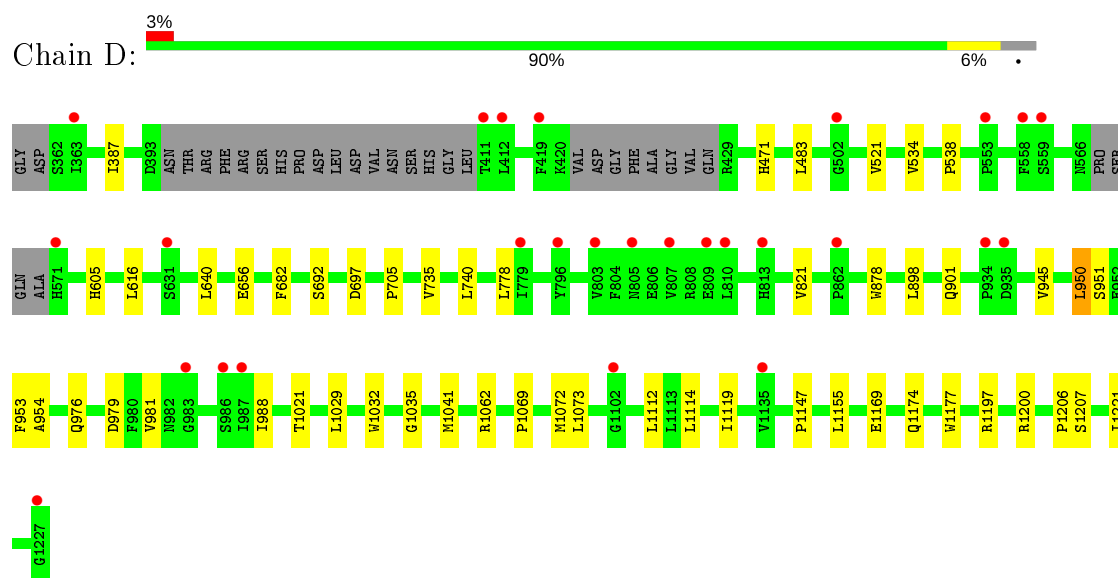 3%
Chain D:
90% 6% •
GLY ASP S362 I363 I387 D393 ASN THR ARG PHE ARG SER HIS PRO ASP LEU ASP VAL ASN SER HIS GLY LEU T411 L412 F419 K420 VAL ASP GLY PHE ALA GLY VAL GLN R429 H471 L483 G502 V521 V534 P538 P553 F558 S559 N566 PRO SER
GLN ALA H571 H605 L616 S631 L640 E656 F682 S692 D697 P705 V735 L740 L778 I779 Y796 V803 F804 N805 E806 V807 R808 E809 L810 H813 V821 P862 W878 L898 Q901 P934 D935 V945 L950 S951 E952
F953 A954 Q976 D979 F980 V981 N982 G983 S986 I987 I988 T1021 L1029 W1032 G1035 M1041 R1062 P1069 M1072 L1073 G1102 L1112 L1113 L1114 I1119 V1135 P1147 L1155 E1169 Q1174 W1177 R1197 R1200 P1206 S1207
G1227